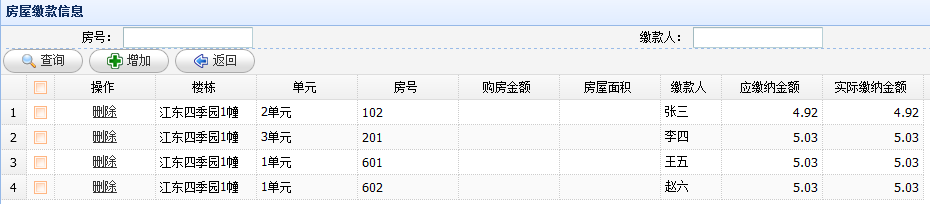 房屋缴款信息
房号： 缴款人：
查询 增加 返回
操作 楼栋 单元 房号 购房金额 房屋面积 缴款人 应缴纳金额 实际缴纳金额
1 删除 江东四季园1幢 2单元 102 张三 4.92 4.92
2 删除 江东四季园1幢 3单元 201 李四 5.03 5.03
3 删除 江东四季园1幢 1单元 601 王五 5.03 5.03
4 删除 江东四季园1幢 1单元 602 赵六 5.03 5.03